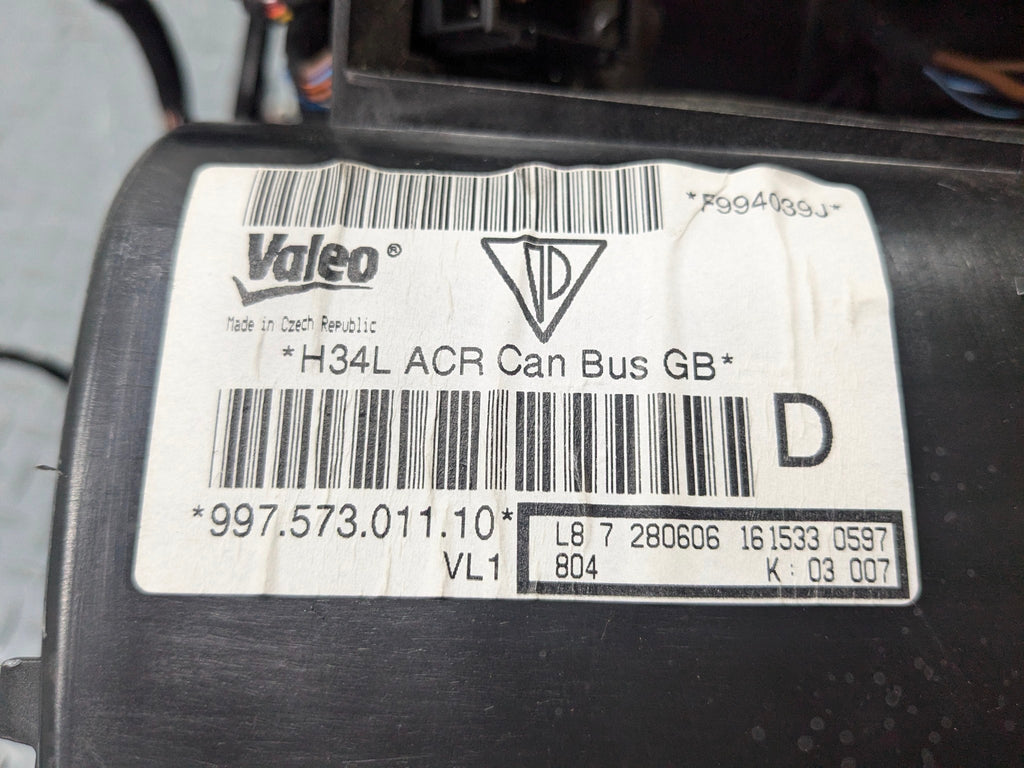 *F994039J*
Valeo®
Made in Czech Republic
*H34L ACR Can Bus GB*
D
*997.573.011.10*
VL1
L8 7 280606 161533 0597
804 K: 03 007